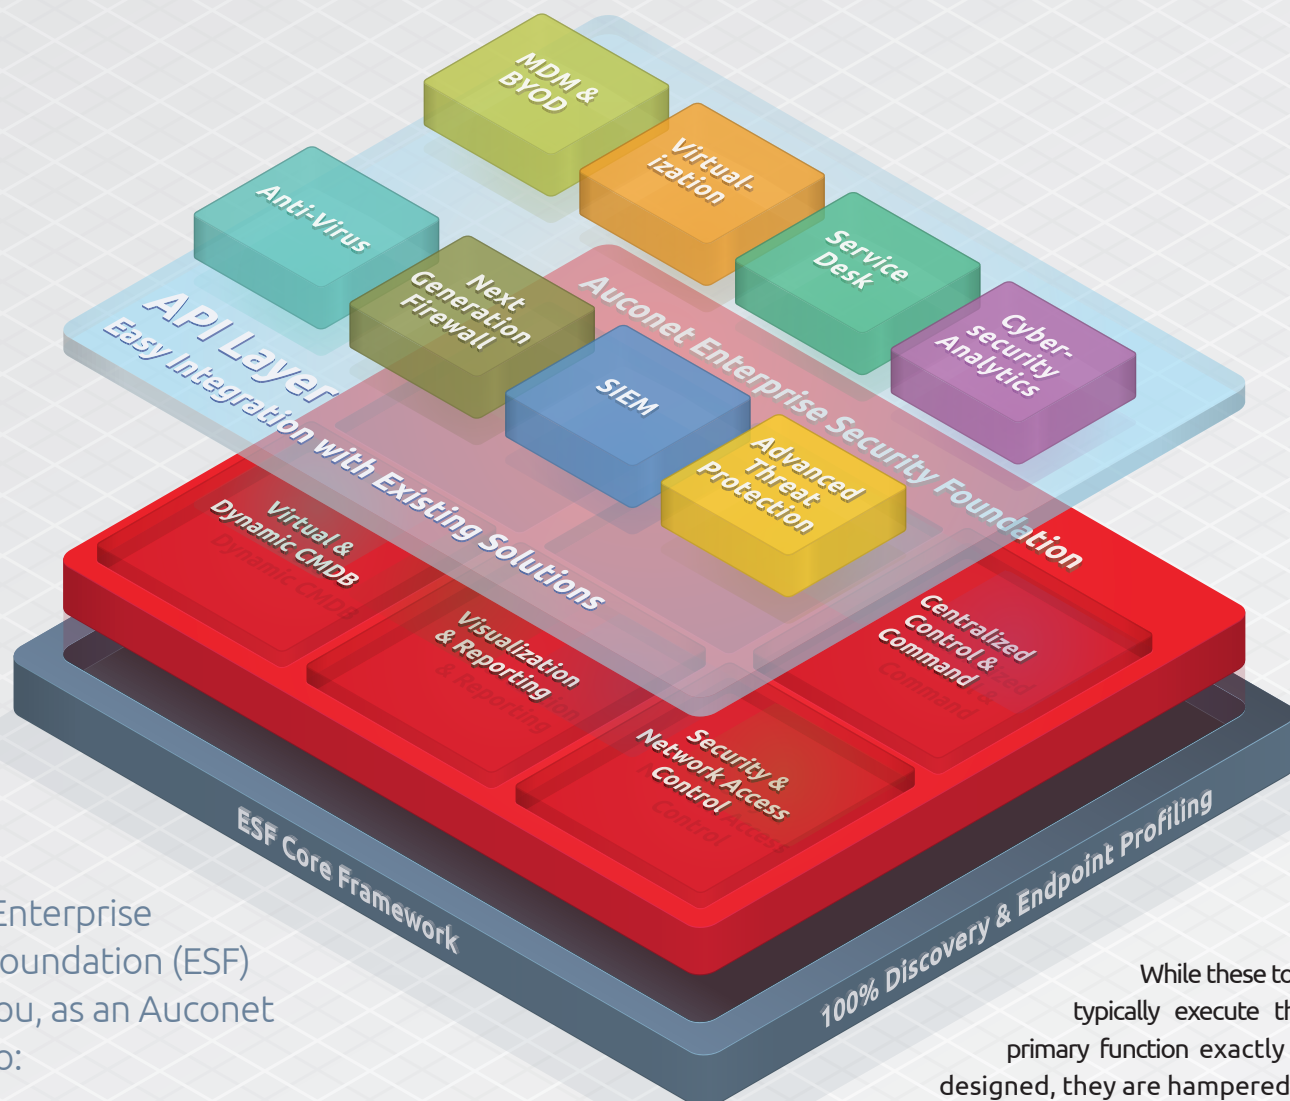 MDM &
BYOD
Virtual-
ization
Anti-Virus
Service
Desk
Next
Generation
Firewall
Cyber-
security
Analytics
SIEM
Advanced
Threat
Protection
API Layer
Easy Integration with Existing Solutions
Auconet Enterprise Security Foundation
Virtual &
Dynamic CMDB
Visualization
& Reporting
Centralized
Control &
Command
Security &
Network Access
Control
ESF Core Framework
100% Discovery & Endpoint Profiling
Enterprise
oundation (ESF)
ou, as an Auconet
o:
While these to
typically execute th
primary function exactly
designed, they are hampered